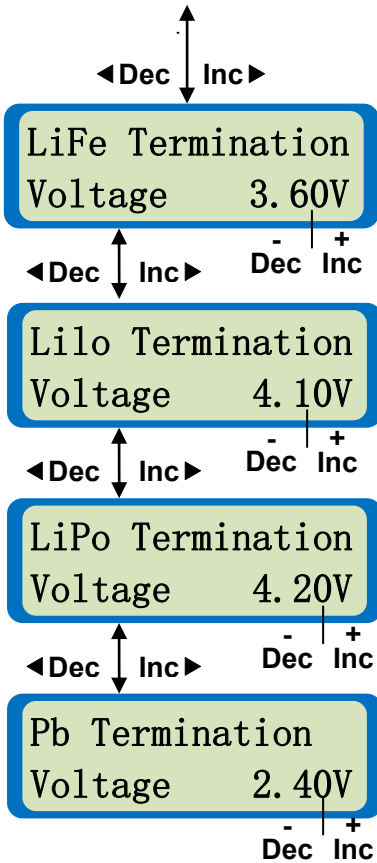 ◀Dec Inc▶
LiFe Termination
Voltage 3.60V
- +
Dec Inc
◀Dec Inc▶
Lilo Termination
Voltage 4.10V
- +
Dec Inc
◀Dec Inc▶
LiPo Termination
Voltage 4.20V
- +
Dec Inc
◀Dec Inc▶
Pb Termination
Voltage 2.40V
- +
Dec Inc